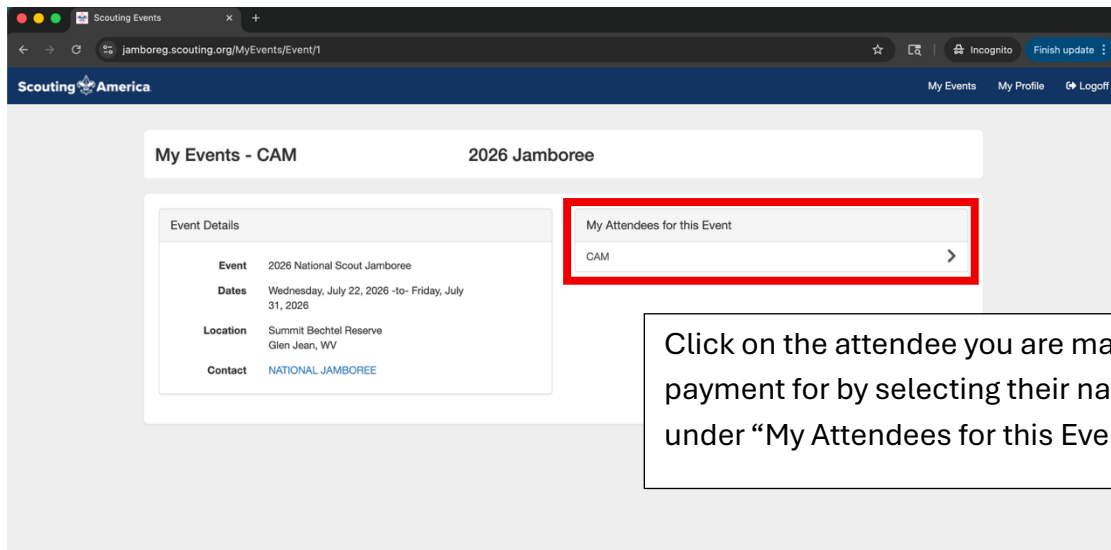 Scouting Events
jamboreg.scouting.org/MyEvents/Event/1
Incognito
Finish update
Scouting America
My Events
My Profile
Logoff
My Events - CAM 2026 Jamboree
Event Details
Event 2026 National Scout Jamboree
Dates Wednesday, July 22, 2026 -to- Friday, July
31, 2026
Location Summit Bechtel Reserve
Glen Jean, WV
Contact NATIONAL JAMBOREE
My Attendees for this Event
CAM
Click on the attendee you are ma
payment for by selecting their na
under “My Attendees for this Eve